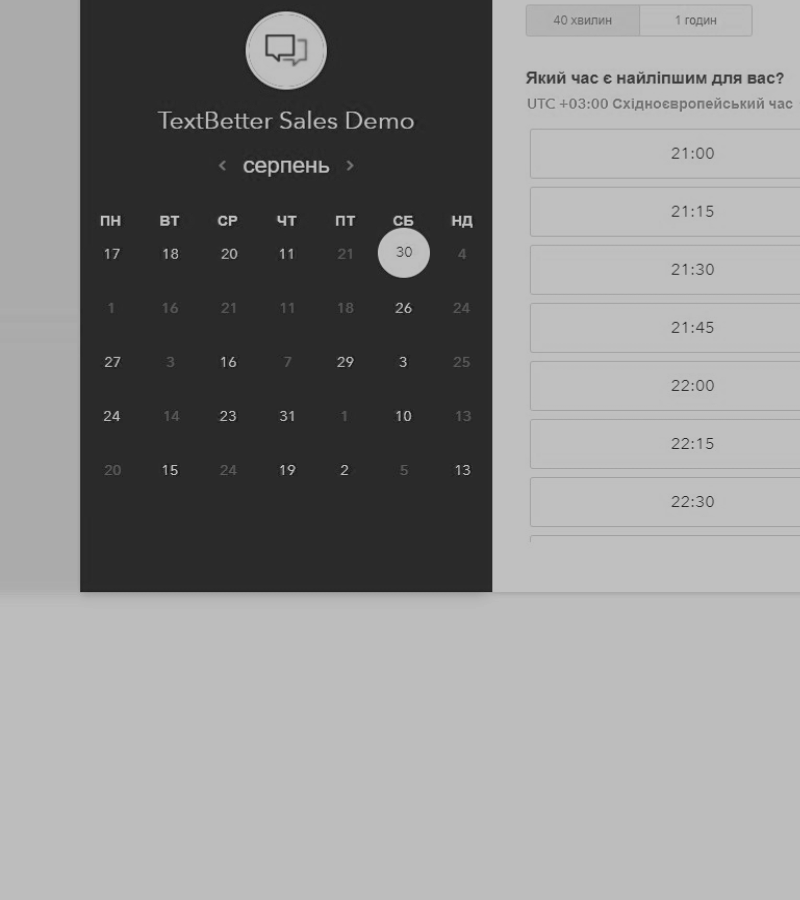 TextBetter Sales Demo
серпень
ПН ВТ СР ЧТ ПТ СБ НД
17 18 20 11 21 30 4
1 16 21 11 18 26 24
27 3 16 7 29 3 25
24 14 23 31 1 10 13
20 15 24 19 2 5 13
40 хвилин 1 годин
Який час є найліпшим для вас?
UTC +03:00 Східноєвропейський час
21:00
21:15
21:30
21:45
22:00
22:15
22:30